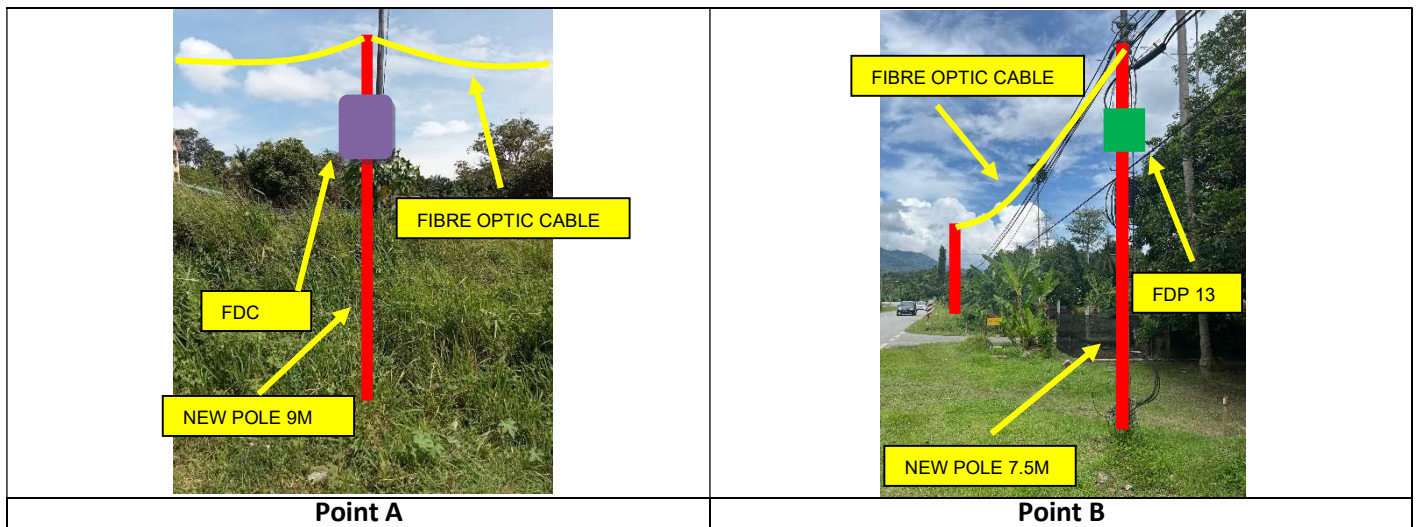 FIBRE OPTIC CABLE
FDC
NEW POLE 9M
Point A
FIBRE OPTIC CABLE
FDP 13
NEW POLE 7.5M
Point B